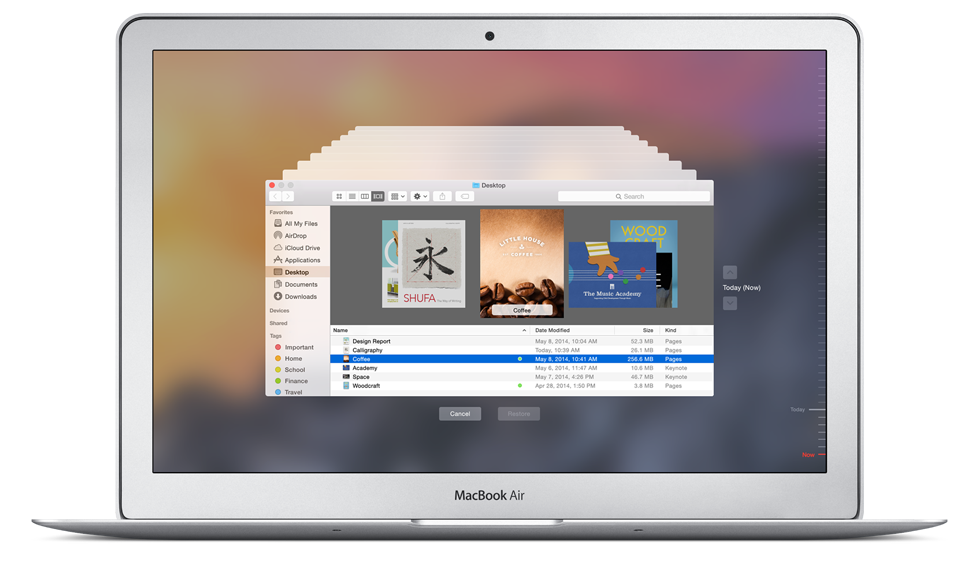 Desktop
Search
Favorites
All My Files
AirDrop
iCloud Drive
Applications
Desktop
Documents
Downloads
Devices
Shared
Tags
Important
Home
School
Finance
Travel
永
SHUFA
LITTLE HOUSE
COFFEE
Coffee
WOOD
CRAFT
The Music Academy
Name Date Modified Size Kind
Design Report May 8, 2014, 10:04 AM 52.3 MB Pages
Calligraphy Today, 10:39 AM 26.1 MB Pages
Coffee May 8, 2014, 10:41 AM 256.6 MB Pages
Academy May 6, 2014, 11:47 AM 10.6 MB Keynote
Space May 7, 2014, 4:26 PM 46.7 MB Keynote
Woodcraft Apr 28, 2014, 1:50 PM 3.8 MB Pages
Cancel
Restore
Today (Now)
Today
Now
MacBook Air